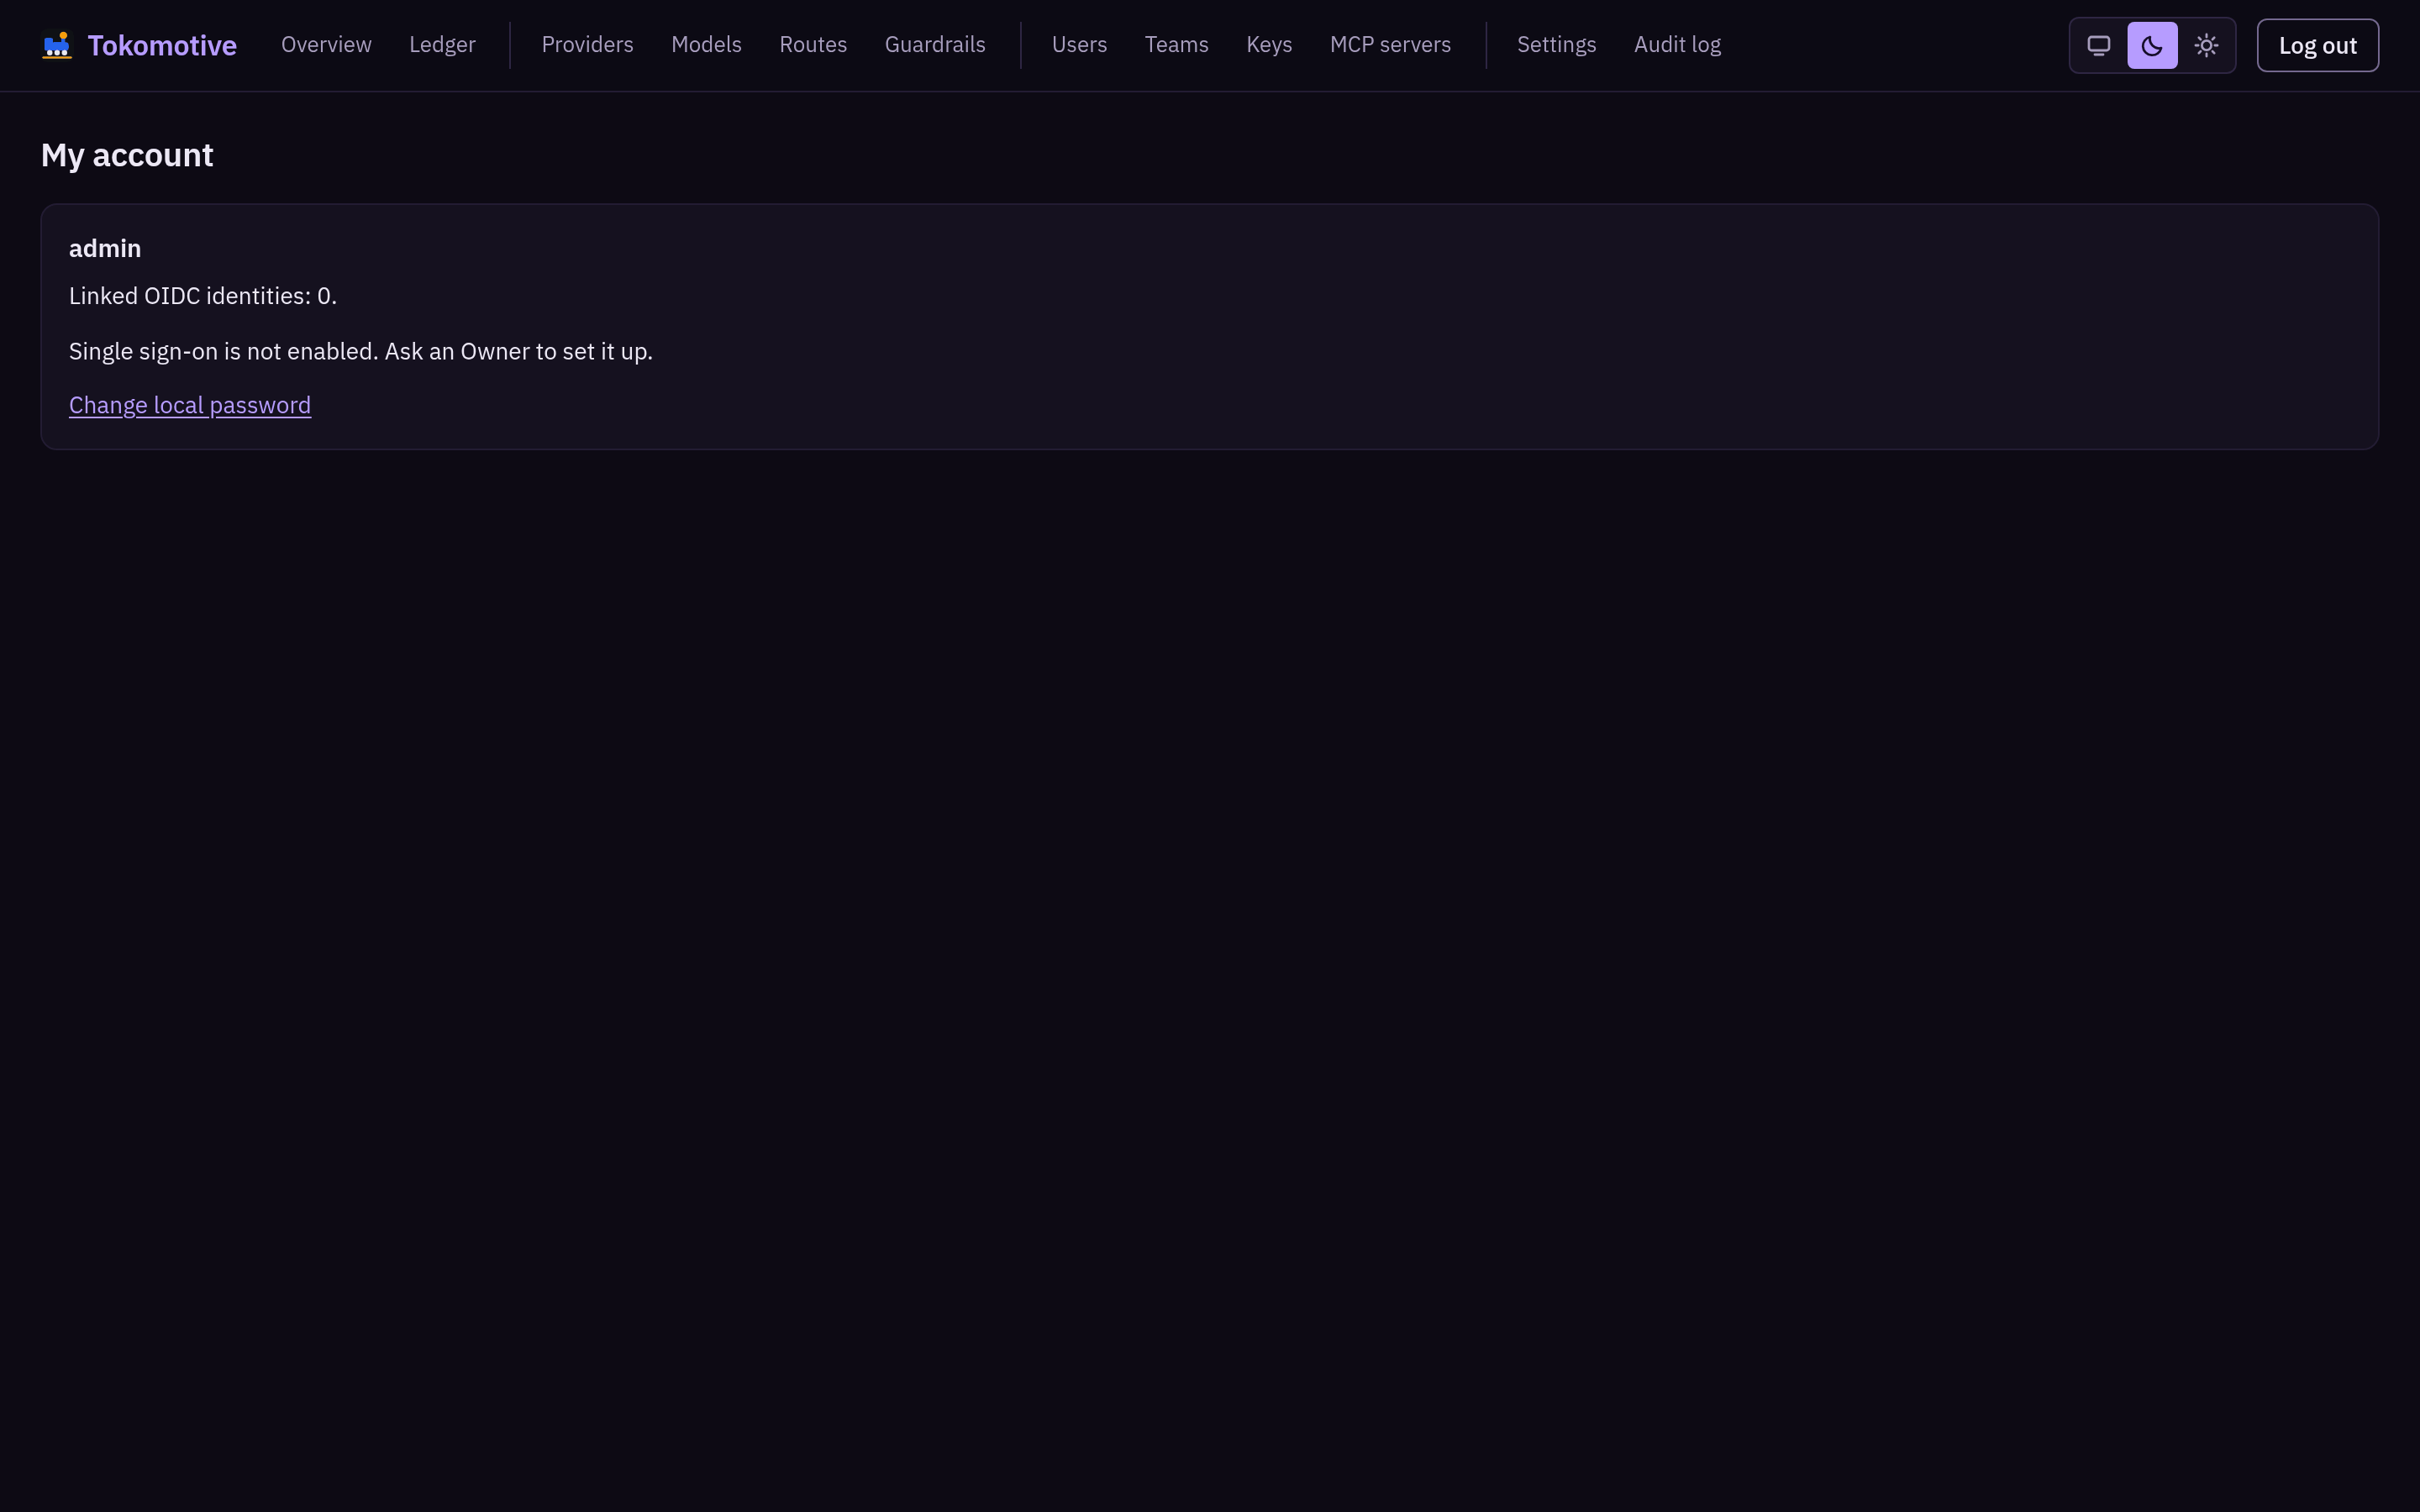 Tokomotive Overview Ledger Providers Models Routes Guardrails Users Teams Keys MCP servers Settings Audit log Log out
My account
admin
Linked OIDC identities: 0.
Single sign-on is not enabled. Ask an Owner to set it up.
Change local password